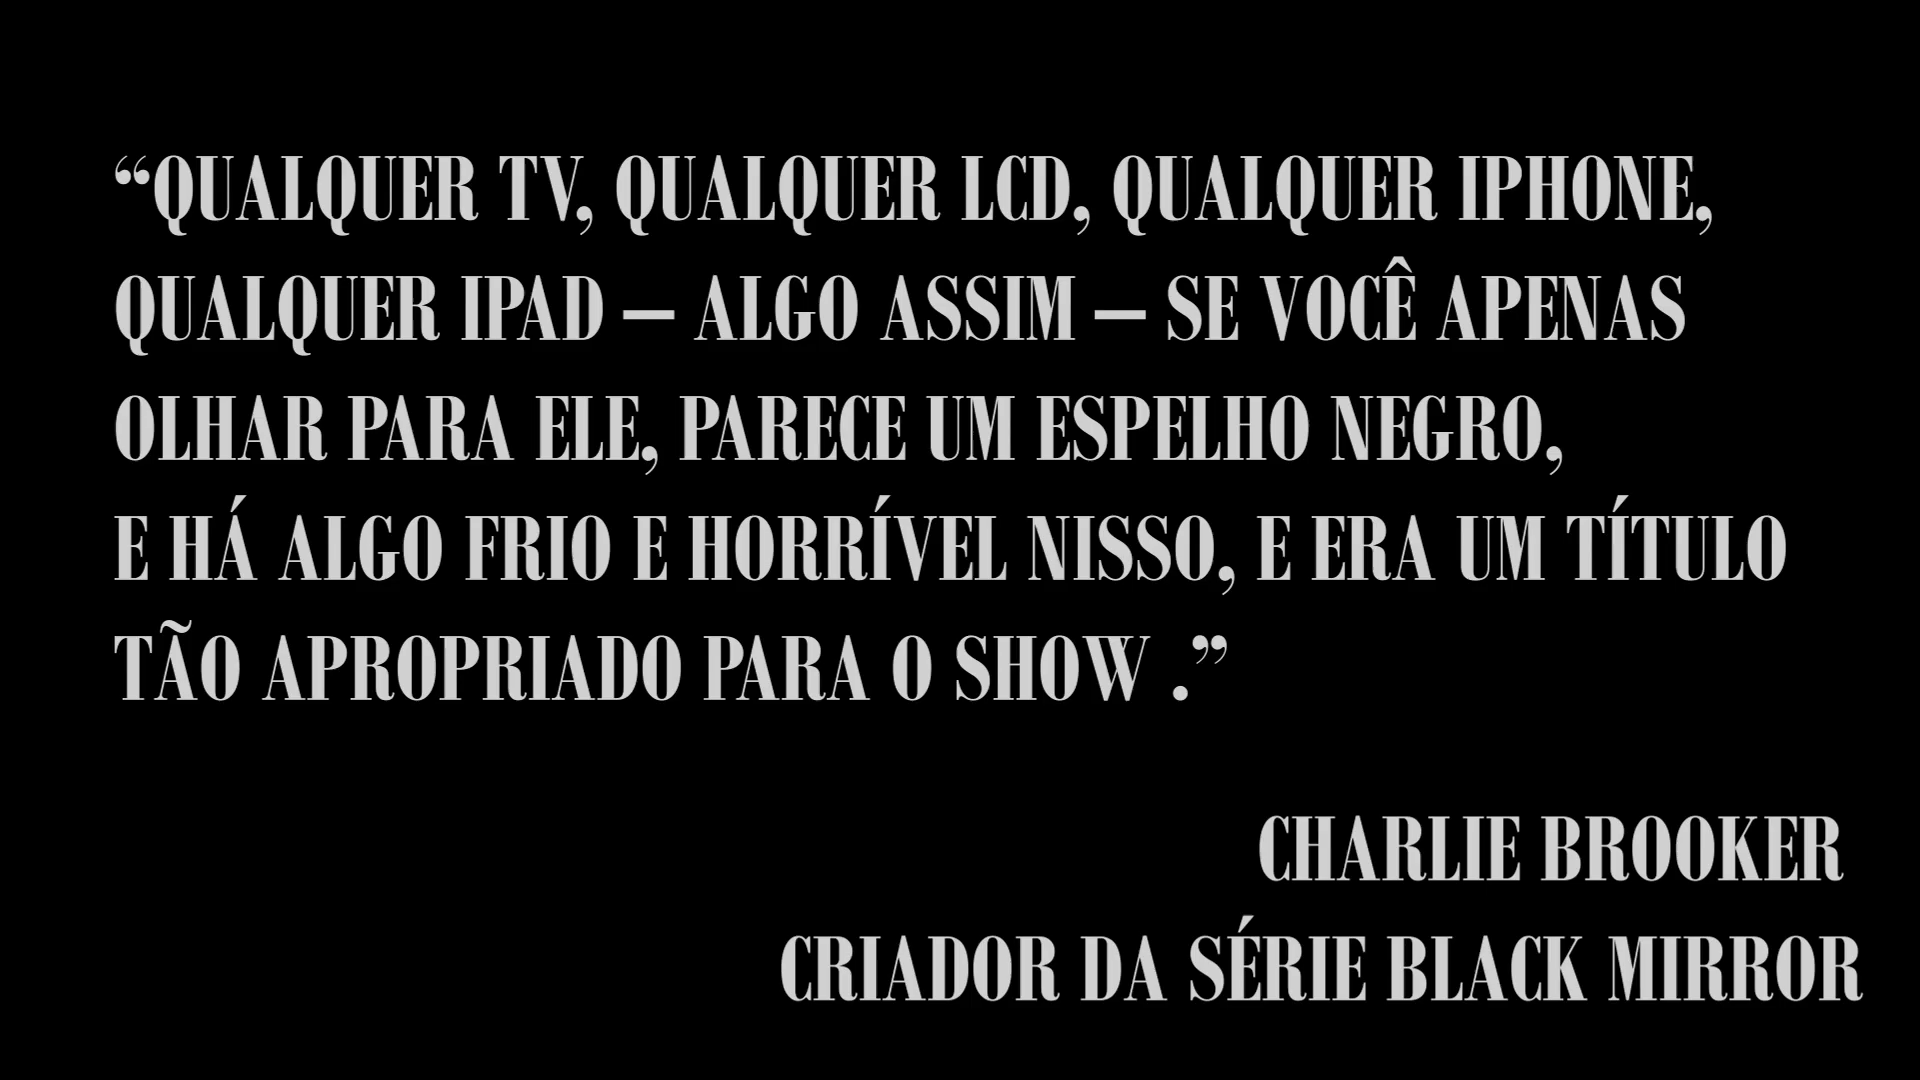 “QUALQUER TV, QUALQUER LCD, QUALQUER IPHONE,
QUALQUER IPAD — ALGO ASSIM — SE VOCÊ APENAS
OLHAR PARA ELE, PARECE UM ESPELHO NEGRO,
E HÁ ALGO FRIO E HORRÍVEL NISSO, E ERA UM TÍTULO
TÃO APROPRIADO PARA O SHOW .”
CHARLIE BROOKER
CRIADOR DA SÉRIE BLACK MIRROR